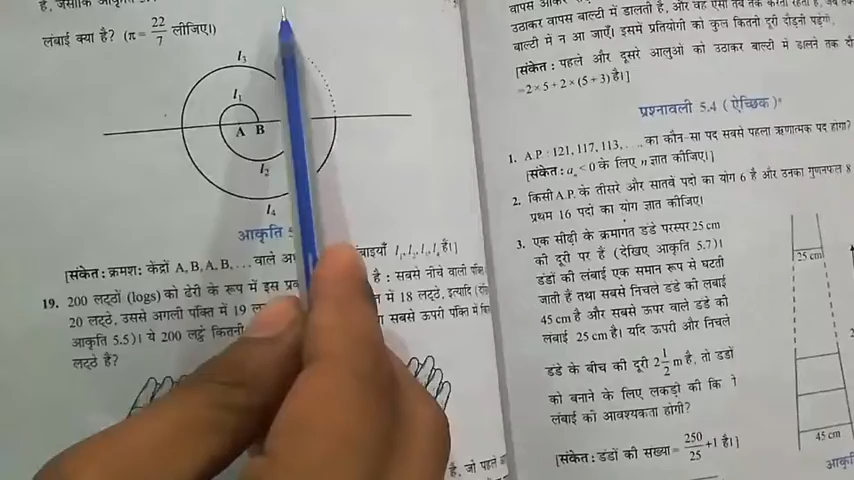 लंबाई क्या है? (π = 22/7 लीजिए।)
l₃
l₁
A B
l₂
l₄
आकृति 5
[संकेत: क्रमश: केंद्रों A, B, A, B, ... वाले l₁, l₂, l₃, l₄ हैं।]
19. 200 लट्ठों (logs) को ढेरी के रूप में इस है : सबसे नीचे वाली पंक्ति
20 लट्ठे, उससे अगली पंक्ति में 19 में 18 लट्ठे, इत्यादि
आकृति 5.5)। ये 200 लट्ठे सबसे ऊपरी पंक्ति में
लट्ठे हैं?
है, जो पहले
उठाकर वापस बाल्टी में डालती है, और वह ऐसा तब तक करती रहती है, जब तक
बाल्टी में न आ जाएँ। इसमें प्रतियोगी को कुल कितनी दूरी दौड़नी पड़ेगी
[संकेत : पहले और दूसरे आलुओं को उठाकर बाल्टी में डालने तक
= 2 × 5 + 2 × (5 + 3) है।]
प्रश्नावली 5.4 (ऐच्छिक)*
1. A.P.: 121, 117, 113, . . ., का कौन-सा पद सबसे पहला ऋणात्मक पद होगा?
[संकेत: aₙ < 0 के लिए n ज्ञात कीजिए।]
2. किसी A.P. के तीसरे और सातवें पदों का योग 6 है और उनका गुणनफल 8
प्रथम 16 पदों का योग ज्ञात कीजिए।
3. एक सीढ़ी के क्रमागत डंडे परस्पर 25 cm
की दूरी पर हैं (देखिए आकृति 5.7)।
डंडों की लंबाई एक समान रूप से घटती
जाती है तथा सबसे निचले डंडे की लंबाई
45 cm है और सबसे ऊपर वाले डंडे की
लंबाई 25 cm है। यदि ऊपरी और निचले
डंडे के बीच की दूरी 2 1/2 m है, तो डंडों
को बनाने के लिए लकड़ी की
लंबाई की आवश्यकता होगी?
[संकेत: डंडों की संख्या = 250/25 + 1 है।]
25 cm
45 cm